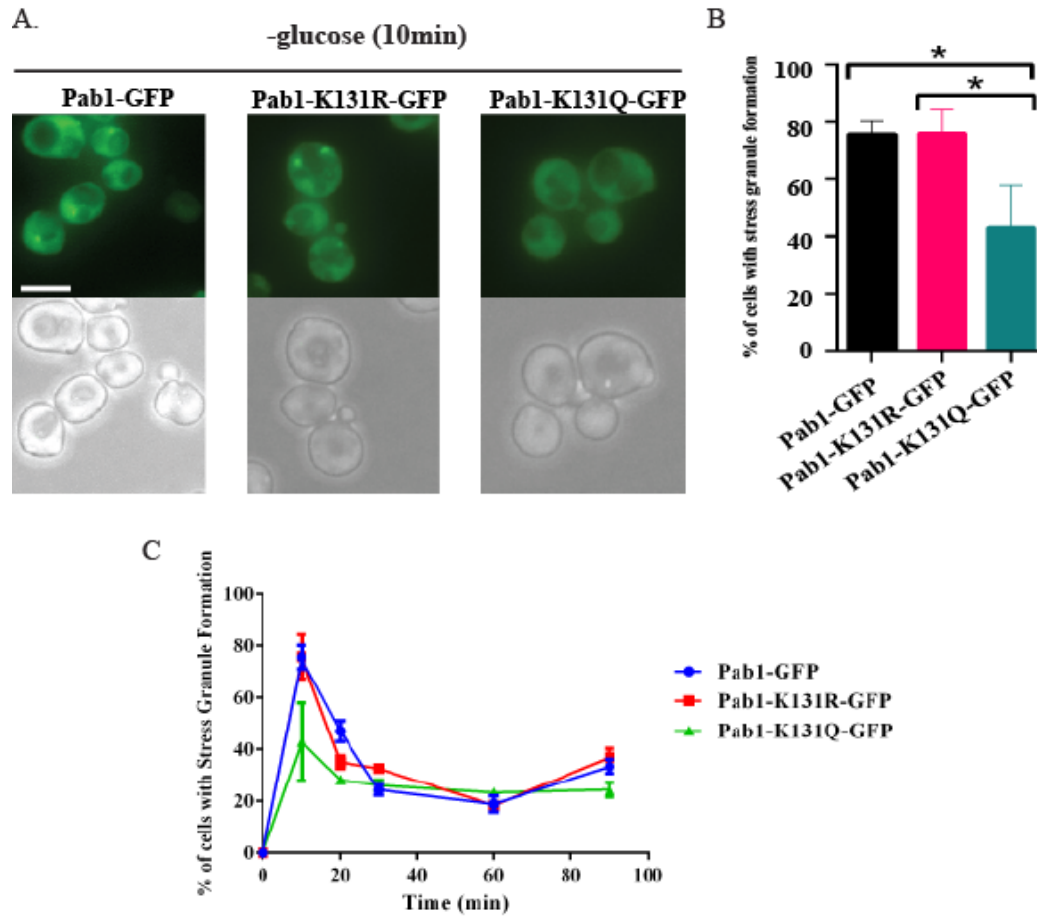 A.
-glucose (10min)
Pab1-GFP
Pab1-K131R-GFP
Pab1-K131Q-GFP
B
% of cells with stress granule formation
100
80
60
40
20
0
*
*
Pab1-GFP
Pab1-K131R-GFP
Pab1-K131Q-GFP
C
% of cells with Stress Granule Formation
100
80
60
40
20
0
0 20 40 60 80 100
Time (min)
Pab1-GFP
Pab1-K131R-GFP
Pab1-K131Q-GFP